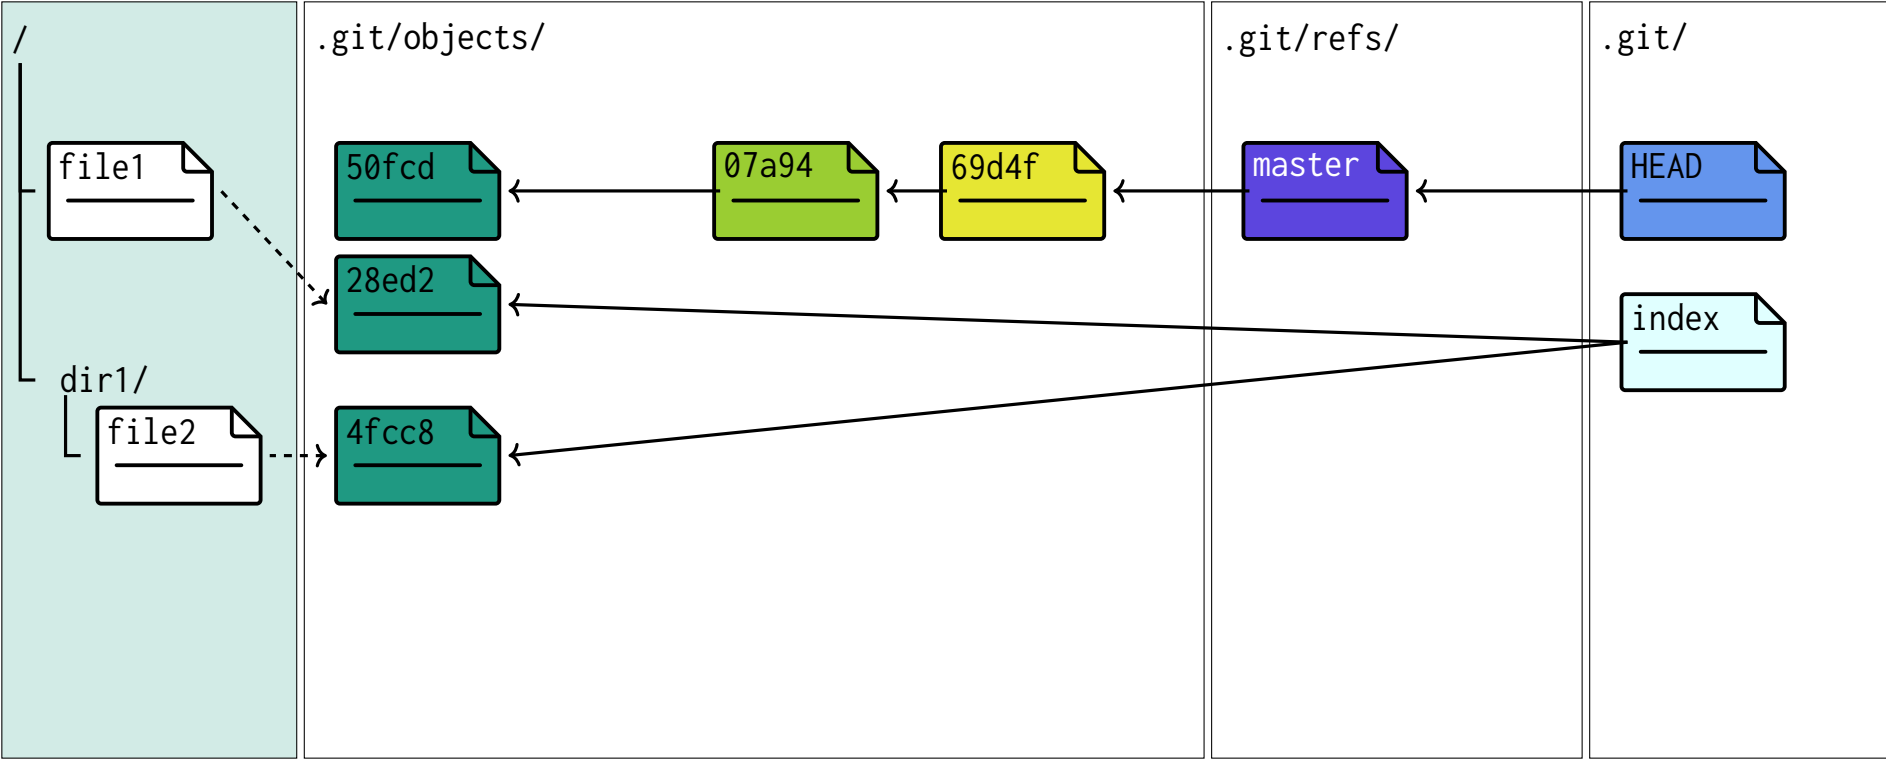 /
.git/objects/
.git/refs/
.git/
file1
50fcd
07a94
69d4f
master
HEAD
28ed2
index
dir1/
file2
4fcc8